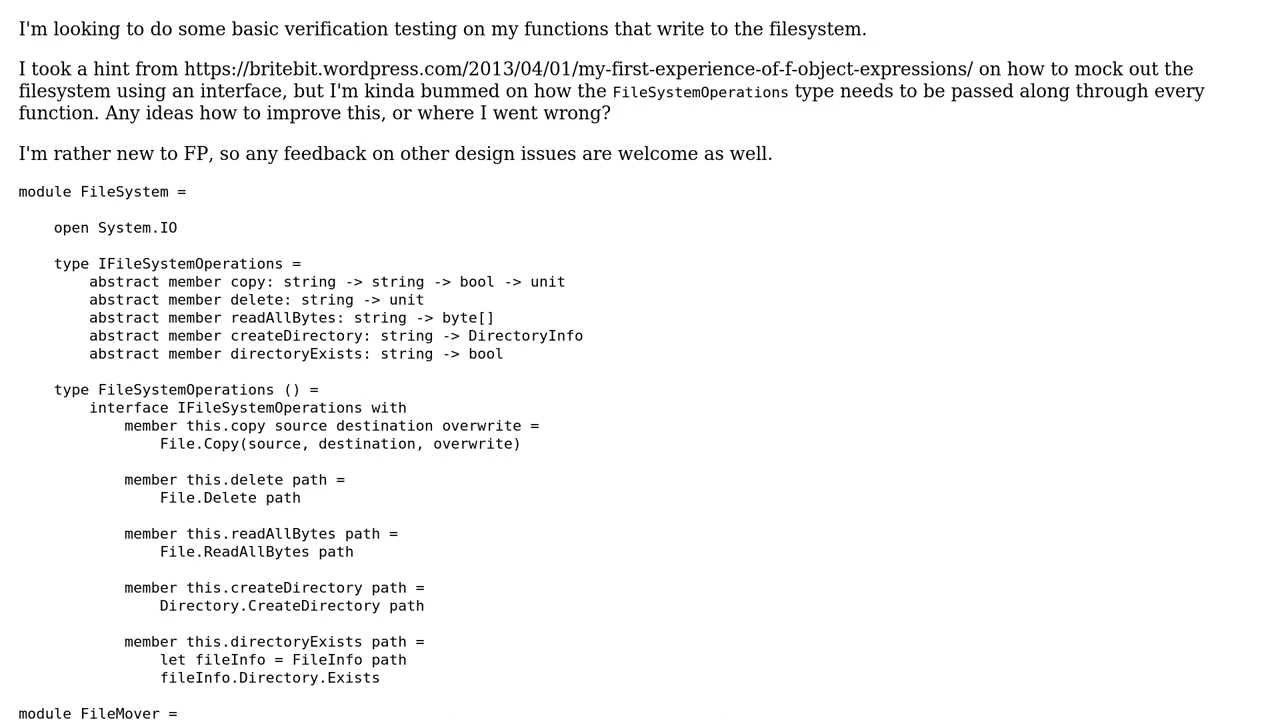 I'm looking to do some basic verification testing on my functions that write to the filesystem.
I took a hint from https://britebit.wordpress.com/2013/04/01/my-first-experience-of-f-object-expressions/ on how to mock out the
filesystem using an interface, but I'm kinda bummed on how the FileSystemOperations type needs to be passed along through every
function. Any ideas how to improve this, or where I went wrong?
I'm rather new to FP, so any feedback on other design issues are welcome as well.
module FileSystem =
    open System.IO
    type IFileSystemOperations =
        abstract member copy: string -> string -> bool -> unit
        abstract member delete: string -> unit
        abstract member readAllBytes: string -> byte[]
        abstract member createDirectory: string -> DirectoryInfo
        abstract member directoryExists: string -> bool
    type FileSystemOperations () =
        interface IFileSystemOperations with
            member this.copy source destination overwrite =
                File.Copy(source, destination, overwrite)
            member this.delete path =
                File.Delete path
            member this.readAllBytes path =
                File.ReadAllBytes path
            member this.createDirectory path =
                Directory.CreateDirectory path
            member this.directoryExists path =
                let fileInfo = FileInfo path
                fileInfo.Directory.Exists
module FileMover =